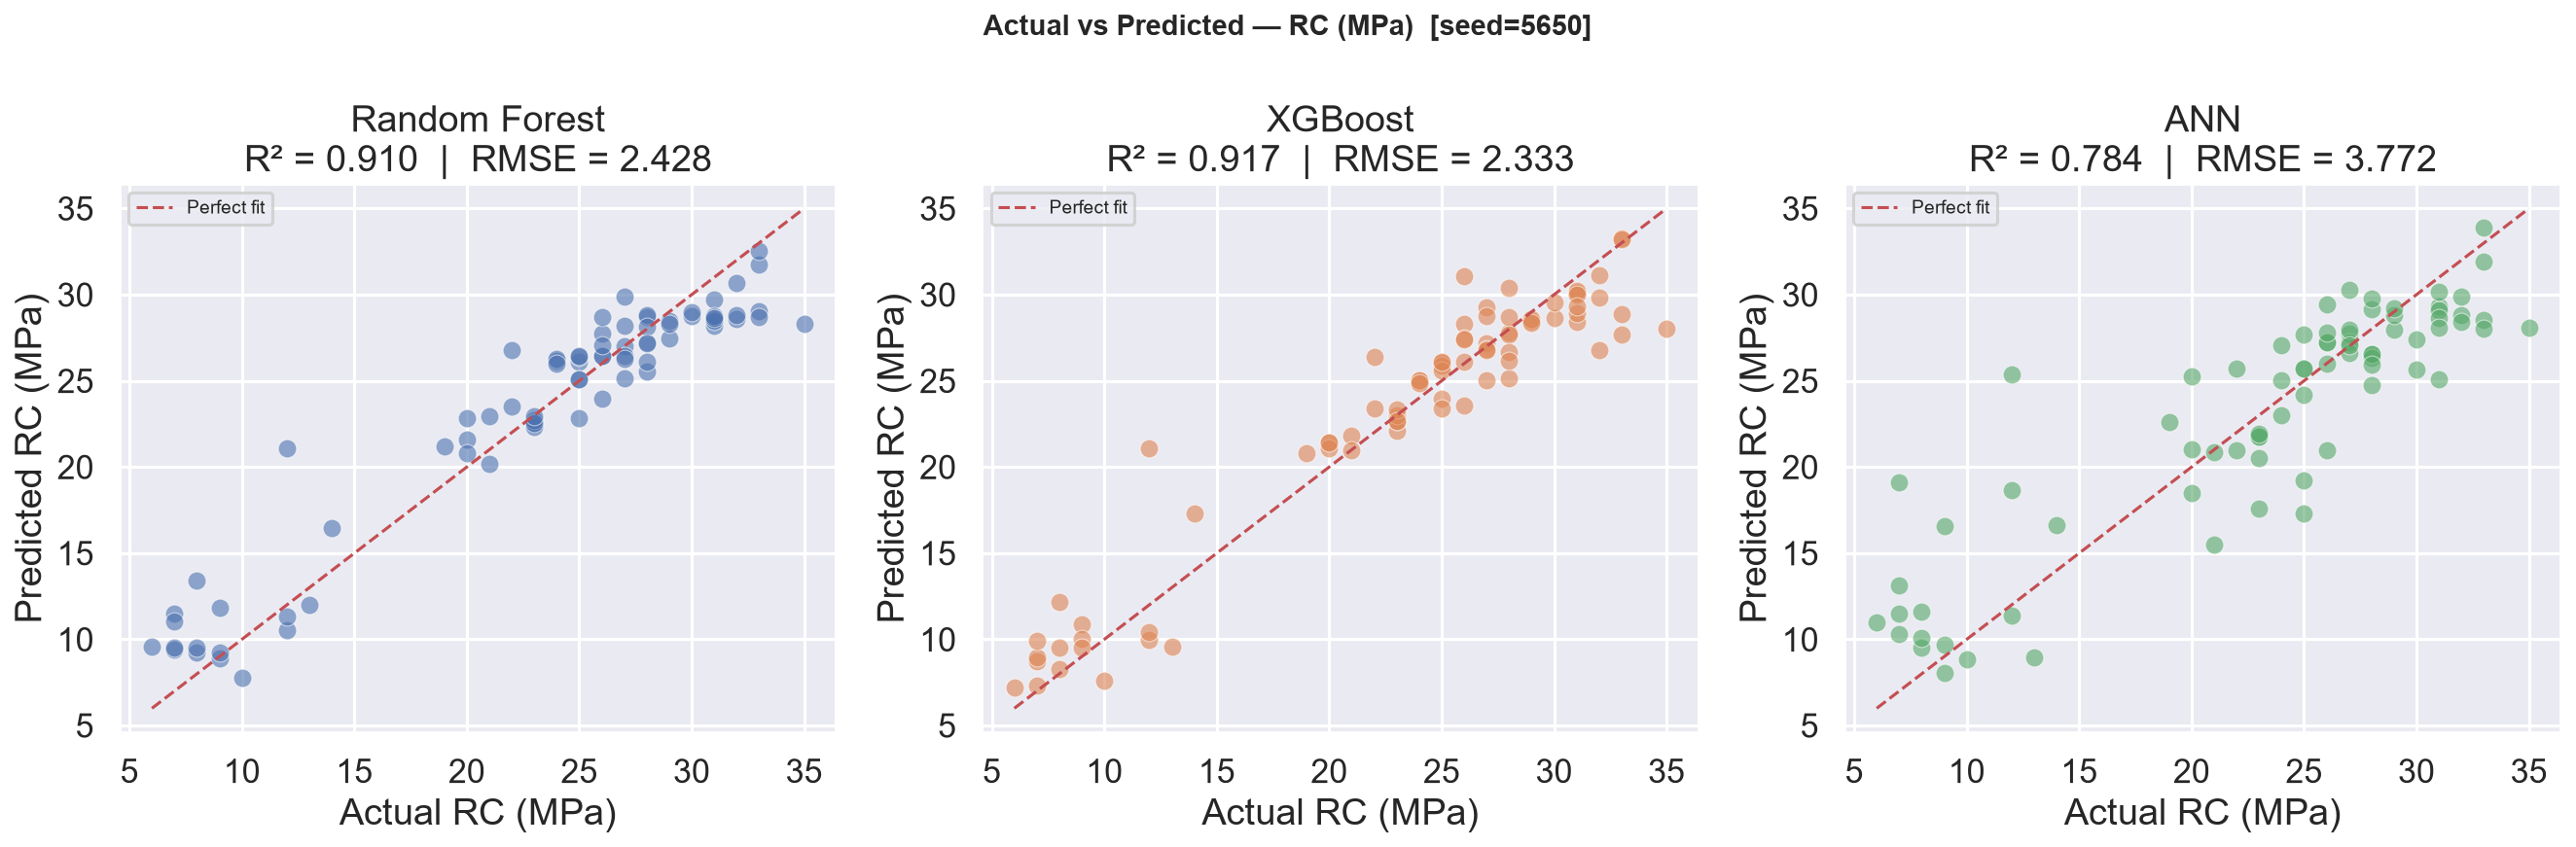 Actual vs Predicted — RC (MPa)  [seed=5650]
Random Forest
R² = 0.910  |  RMSE = 2.428
Perfect fit
35
30
25
20
15
10
5
Predicted RC (MPa)
5 10 15 20 25 30 35
Actual RC (MPa)
XGBoost
R² = 0.917  |  RMSE = 2.333
Perfect fit
35
30
25
20
15
10
5
Predicted RC (MPa)
5 10 15 20 25 30 35
Actual RC (MPa)
ANN
R² = 0.784  |  RMSE = 3.772
Perfect fit
35
30
25
20
15
10
5
Predicted RC (MPa)
5 10 15 20 25 30 35
Actual RC (MPa)